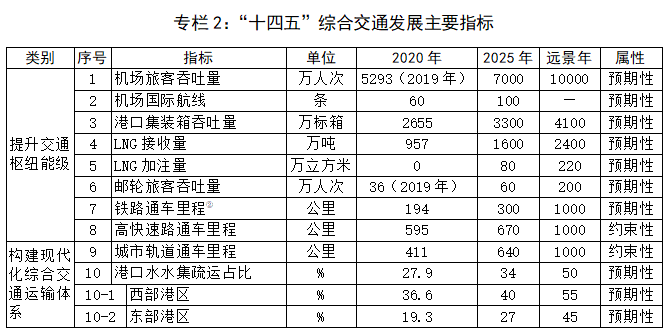 专栏 2：“十四五”综合交通发展主要指标
类别 序号 指标 单位 2020 年 2025 年 远景年 属性
提升交通枢纽能级
1 机场旅客吞吐量 万人次 5293（2019 年） 7000 10000 预期性
2 机场国际航线 条 60 100 — 预期性
3 港口集装箱吞吐量 万标箱 2655 3300 4100 预期性
4 LNG 接收量 万吨 957 1600 2400 预期性
5 LNG 加注量 万立方米 0 80 220 预期性
6 邮轮旅客吞吐量 万人次 36（2019 年） 60 200 预期性
7 铁路通车里程 公里 194 300 1000 预期性
8 高快速路通车里程 公里 595 670 1000 约束性
构建现代化综合交通运输体系
9 城市轨道通车里程 公里 411 640 1000 约束性
10 港口水水集疏运占比 % 27.9 34 50 预期性
10-1 西部港区 % 36.6 40 55 预期性
10-2 东部港区 % 19.3 27 45 预期性